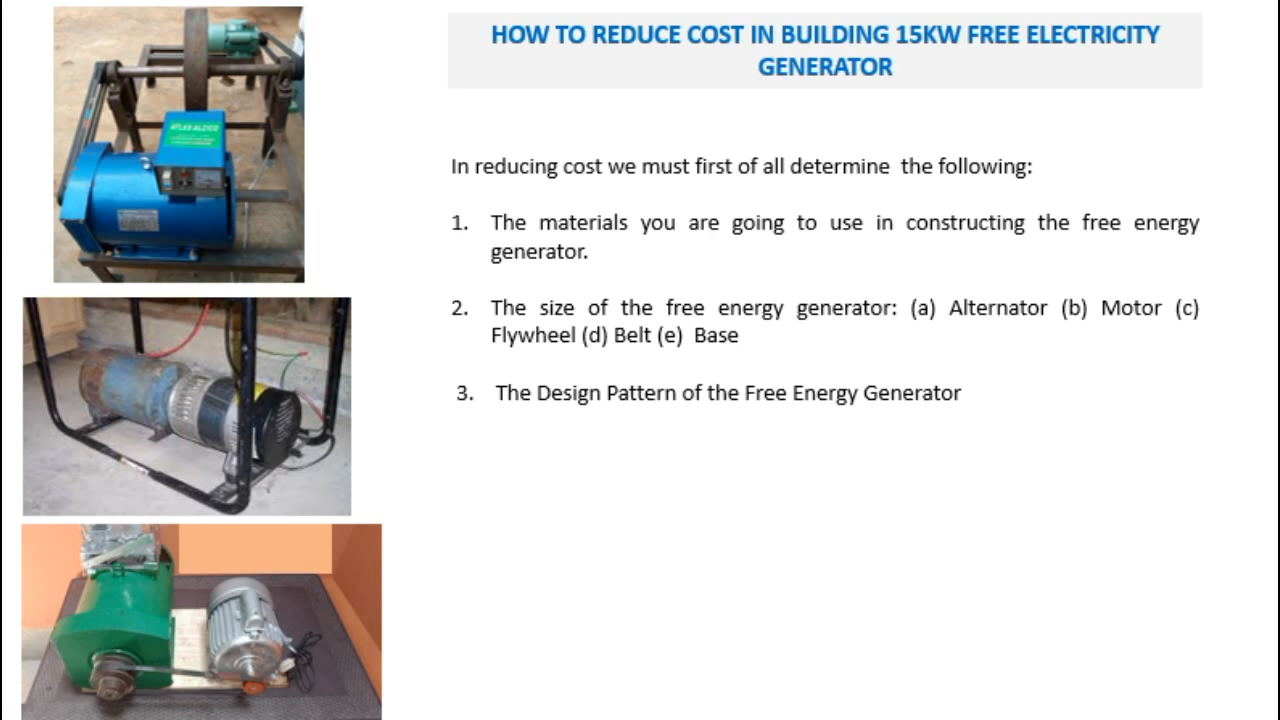 HOW TO REDUCE COST IN BUILDING 15KW FREE ELECTRICITY
GENERATOR
In reducing cost we must first of all determine the following:
1. The materials you are going to use in constructing the free energy
generator.
2. The size of the free energy generator: (a) Alternator (b) Motor (c)
Flywheel (d) Belt (e) Base
3. The Design Pattern of the Free Energy Generator